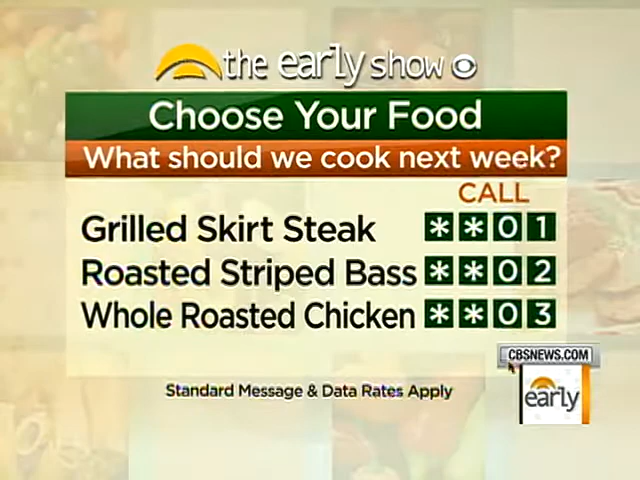 the early show
Choose Your Food
What should we cook next week?
CALL
Grilled Skirt Steak **01
Roasted Striped Bass **02
Whole Roasted Chicken **03
CBSNEWS.COM
Standard Message & Data Rates Apply
early